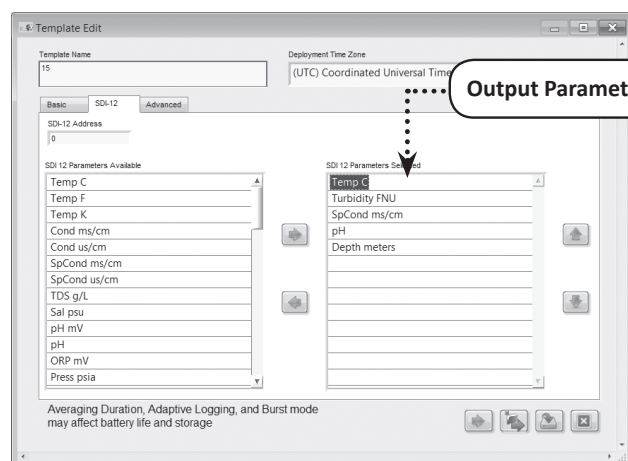 Template Edit
Template Name
15
Deployment Time Zone
(UTC) Coordinated Universal Time
Output Paramet
Basic
SDI-12
Advanced
SDI-12 Address
0
SDI 12 Parameters Available
Temp C
Temp F
Temp K
Cond ms/cm
Cond us/cm
SpCond ms/cm
SpCond us/cm
TDS g/L
Sal psu
pH mV
pH
ORP mV
Press psia
SDI 12 Parameters Selected
Temp C
Turbidity FNU
SpCond ms/cm
pH
Depth meters
Averaging Duration, Adaptive Logging, and Burst mode
may affect battery life and storage